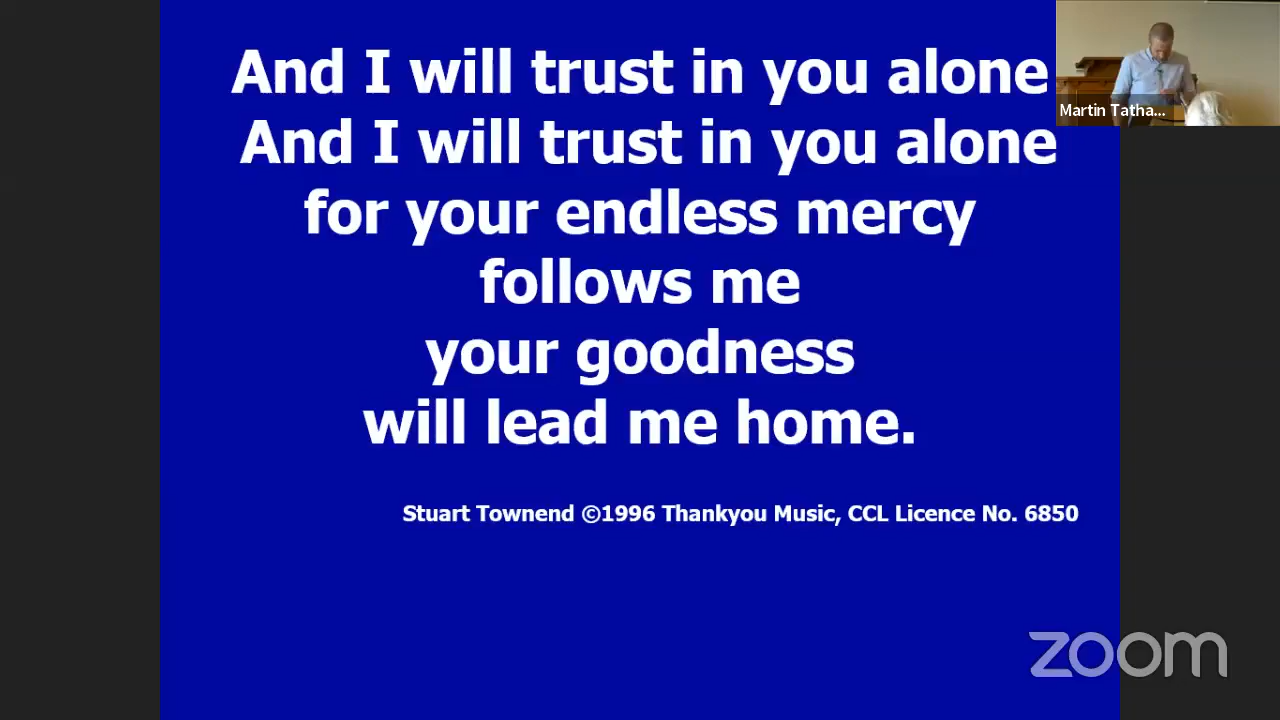 And I will trust in you alone
And I will trust in you alone
for your endless mercy
follows me
your goodness
will lead me home.
Stuart Townend ©1996 Thankyou Music, CCL Licence No. 6850
Martin Tatha...
zoom